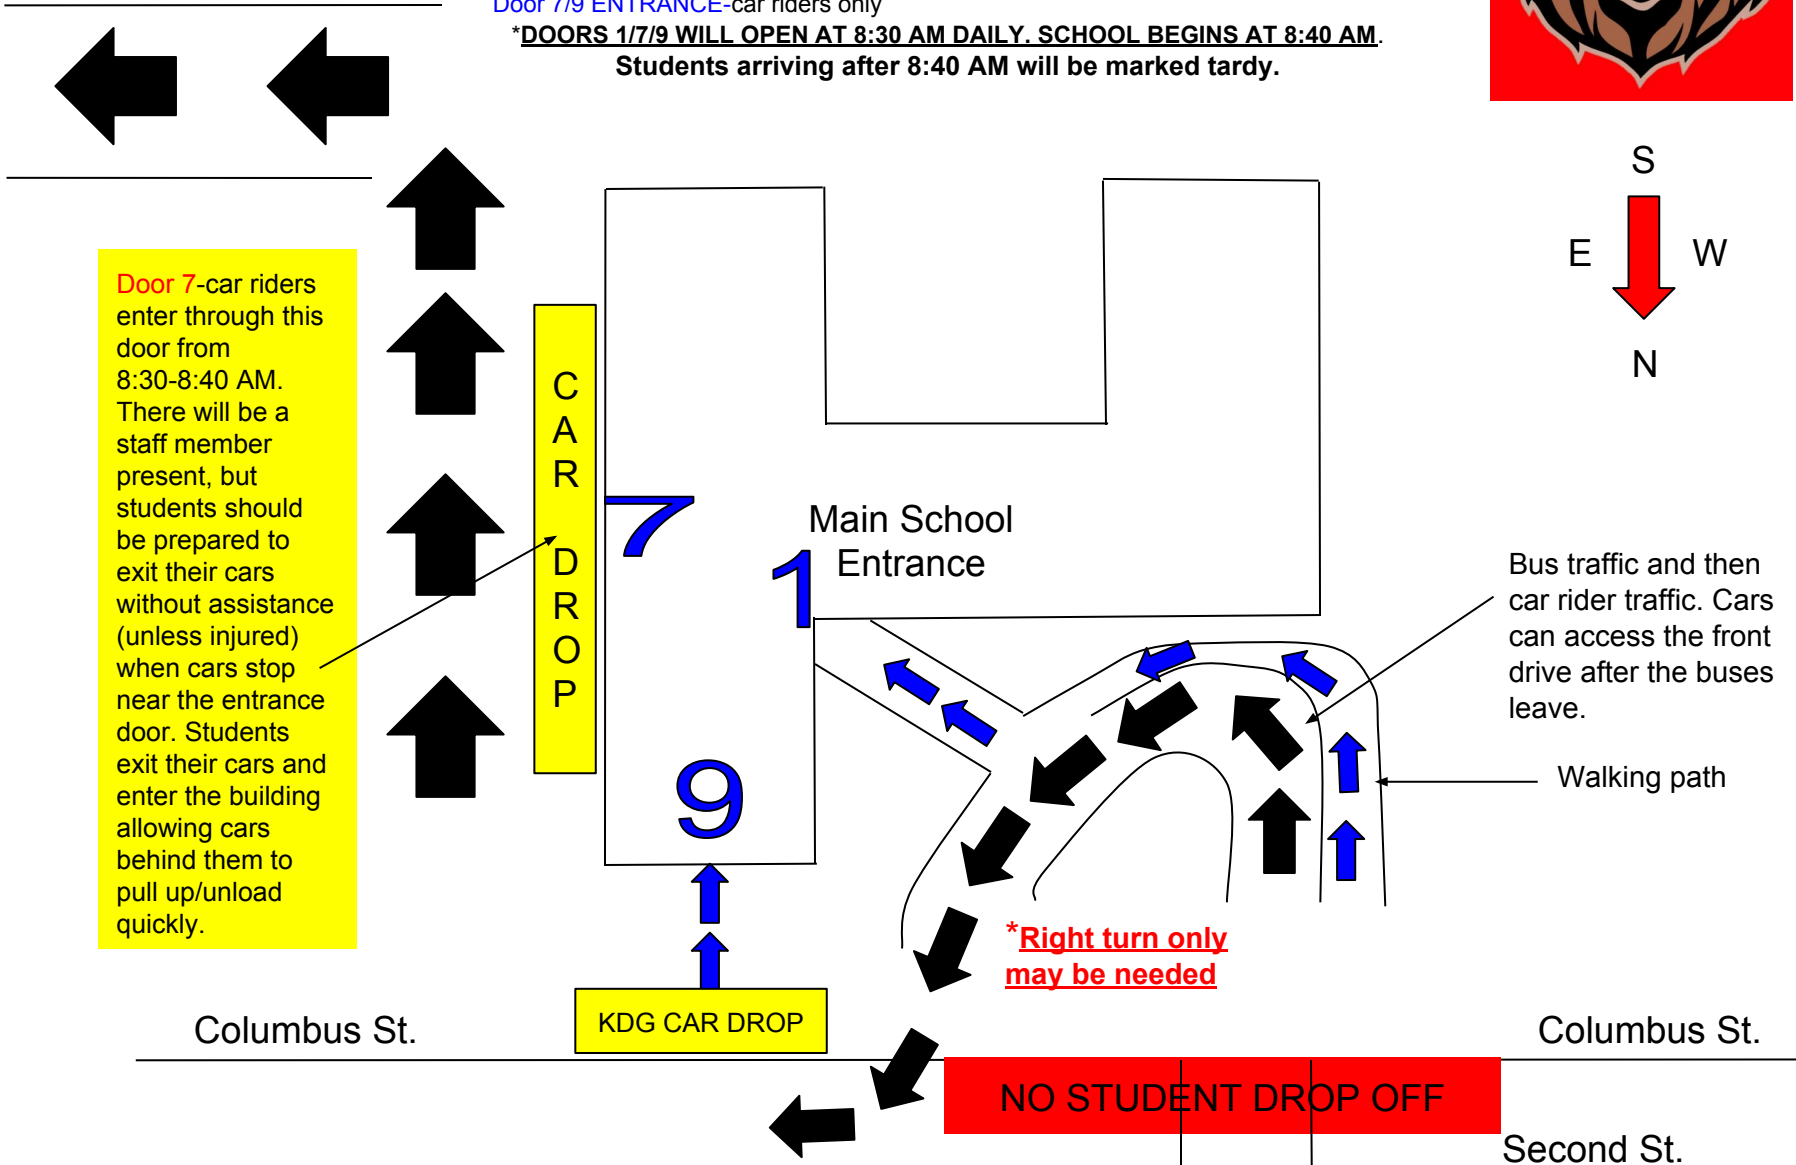 Door 7/9 ENTRANCE-car riders only
*DOORS 1/7/9 WILL OPEN AT 8:30 AM DAILY. SCHOOL BEGINS AT 8:40 AM.
Students arriving after 8:40 AM will be marked tardy.
S
E
W
N
Door 7-car riders
enter through this
door from
8:30-8:40 AM.
There will be a
staff member
present, but
students should
be prepared to
exit their cars
without assistance
(unless injured)
when cars stop
near the entrance
door. Students
exit their cars and
enter the building
allowing cars
behind them to
pull up/unload
quickly.
CAR DROP
7
Main School
Entrance
1
9
Bus traffic and then
car rider traffic. Cars
can access the front
drive after the buses
leave.
Walking path
*Right turn only
may be needed
KDG CAR DROP
Columbus St.
Columbus St.
NO STUDENT DROP OFF
Second St.